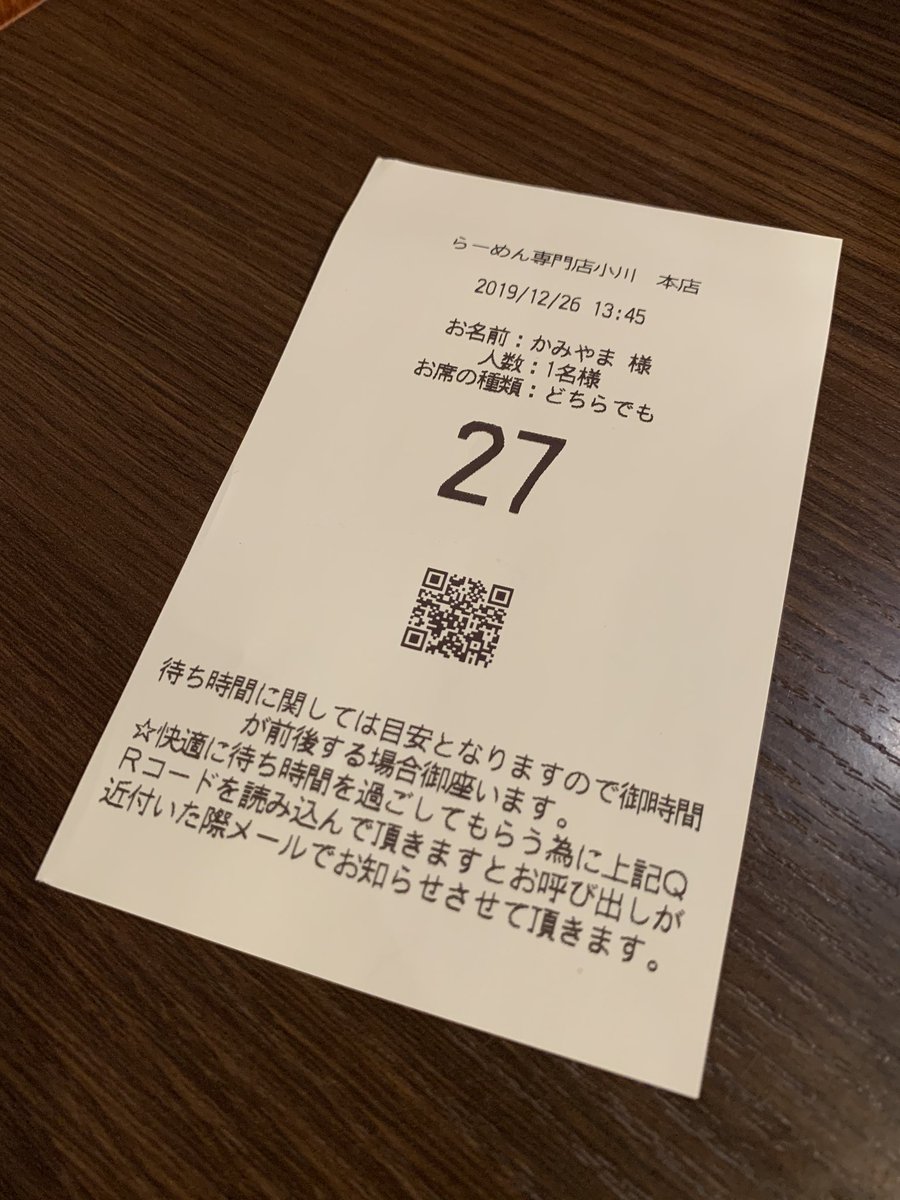 らーめん専門店小川　本店
2019/12/26 13:45
お名前：かみやま 様
人数：1名様
お席の種類：どちらでも
27
待ち時間に関しては目安となりますので御時間
が前後する場合御座います。
☆快適に待ち時間を過ごしてもらう為に上記Ｑ
Ｒコードを読み込んで頂きますとお呼び出しが
近付いた際メールでお知らせさせて頂きます。